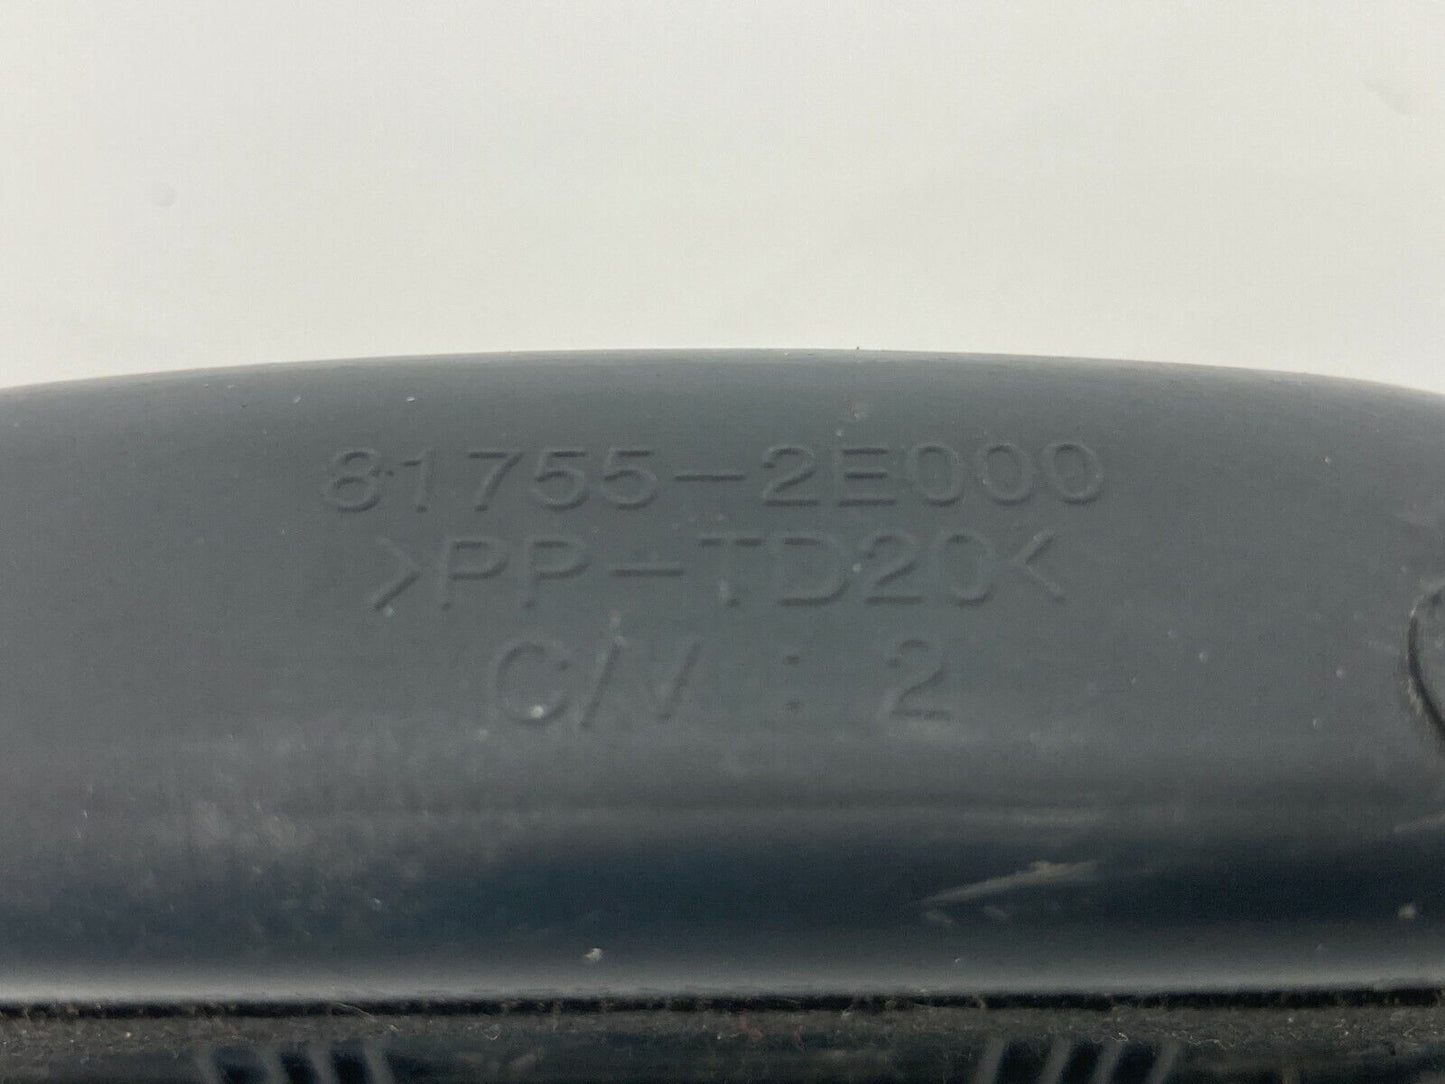 81755-2E000
>PP-TD20<
C/V : 2